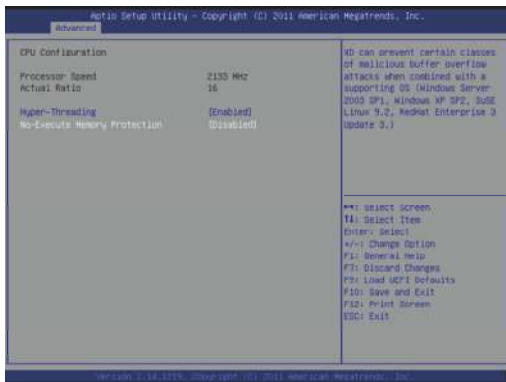 Aptio Setup Utility - Copyright (C) 2011 American Megatrends, Inc.
Advanced
CPU Configuration
Processor Speed 2133 MHz
Actual Ratio 16
Hyper-Threading [Enabled]
No-Execute Memory Protection [Disabled]
XD can prevent certain classes
of malicious buffer overflow
attacks when combined with a
supporting OS (Windows Server
2003 SP1, Windows XP SP2, SuSE
Linux 9.2, RedHat Enterprise 3
Update 3.)
→←: Select Screen
↑↓: Select Item
Enter: Select
+/-: Change Option
F1: General Help
F7: Discard Changes
F9: Load UEFI Defaults
F10: Save and Exit
F12: Print Screen
ESC: Exit
Version 2.14.1219. Copyright (C) 2011 American Megatrends, Inc.